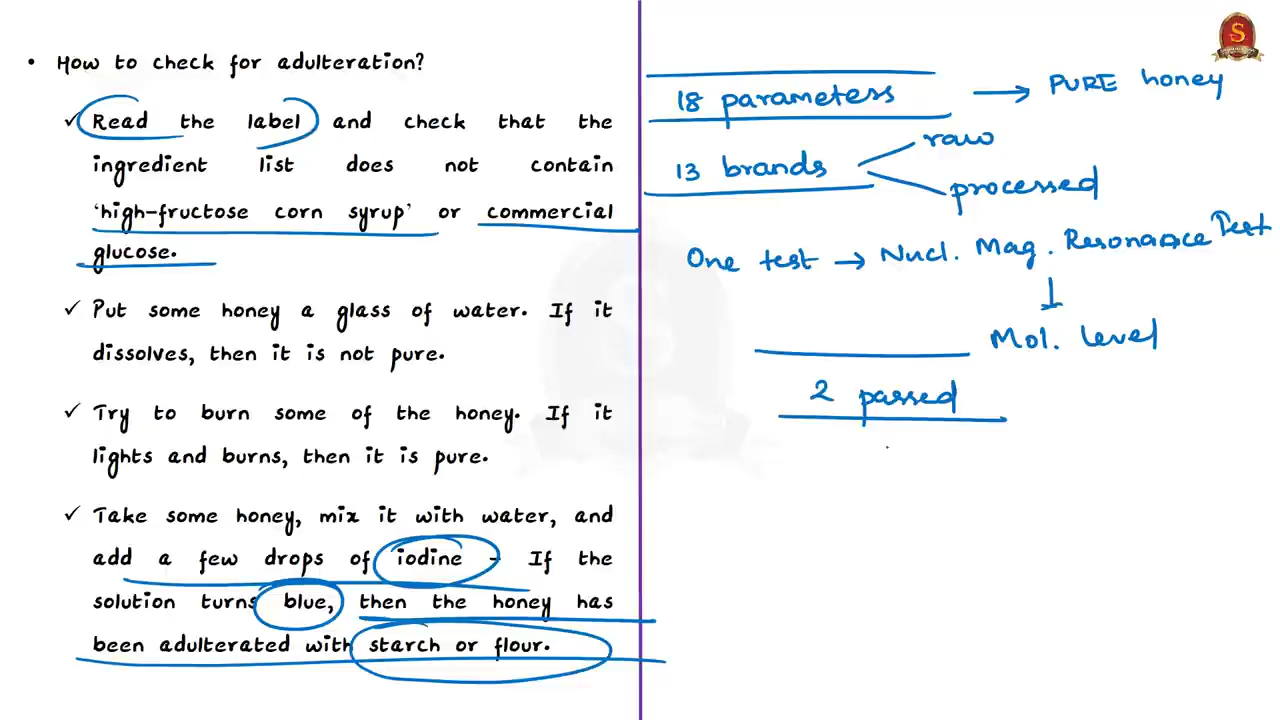 • How to check for adulteration?
✓ Read the label and check that the
ingredient list does not contain
‘high-fructose corn syrup’ or commercial
glucose.
✓ Put some honey a glass of water. If it
dissolves, then it is not pure.
✓ Try to burn some of the honey. If it
lights and burns, then it is pure.
✓ Take some honey, mix it with water, and
add a few drops of iodine - If the
solution turns blue, then the honey has
been adulterated with starch or flour.
S
18 parameters → PURE honey
13 brands
raw
processed
One test → Nucl. Mag. Resonance Test
↓
Mol. level
2 passed